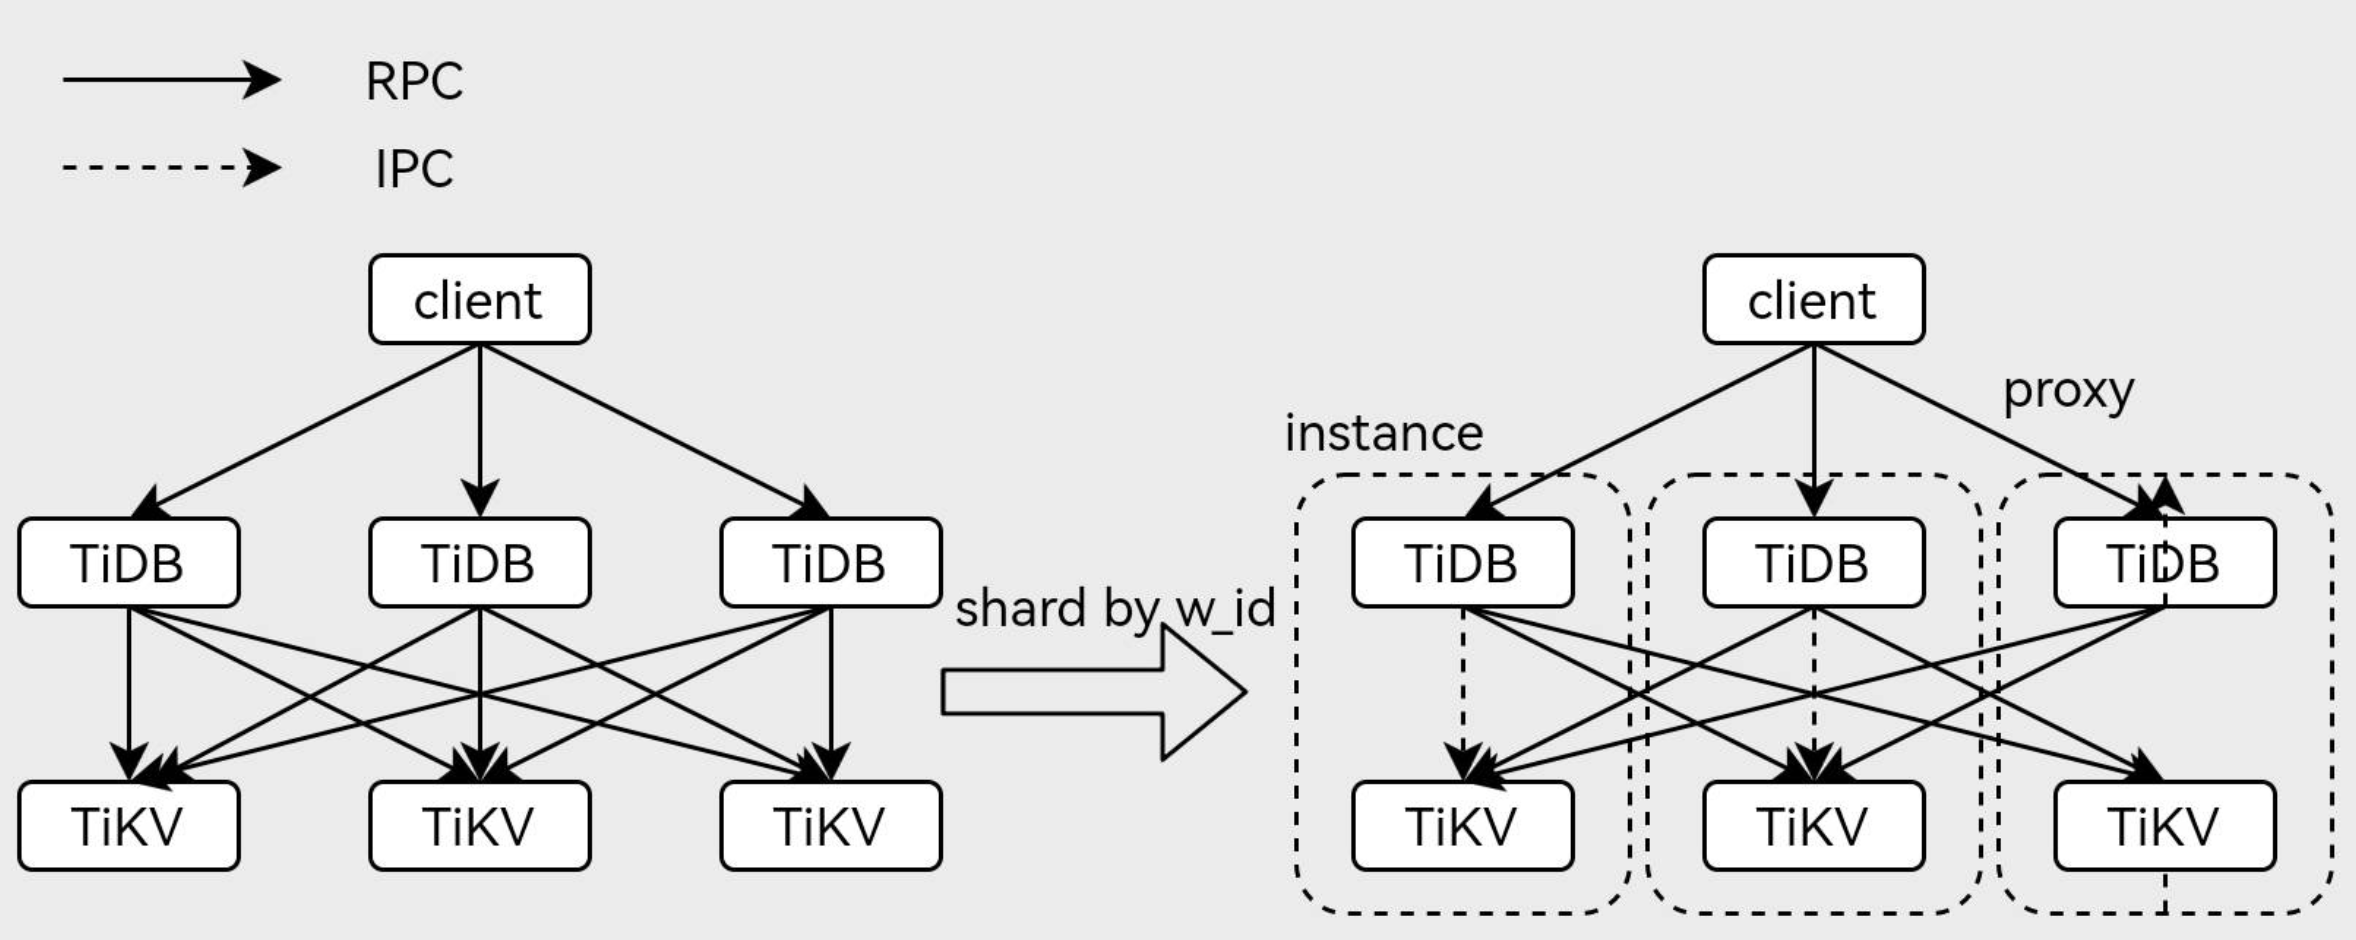 RPC
IPC
client
client
proxy
instance
TiDB
TiDB
TiDB
shard by w_id
TiDB
TiDB
TiDB
TiKV
TiKV
TiKV
TiKV
TiKV
TiKV